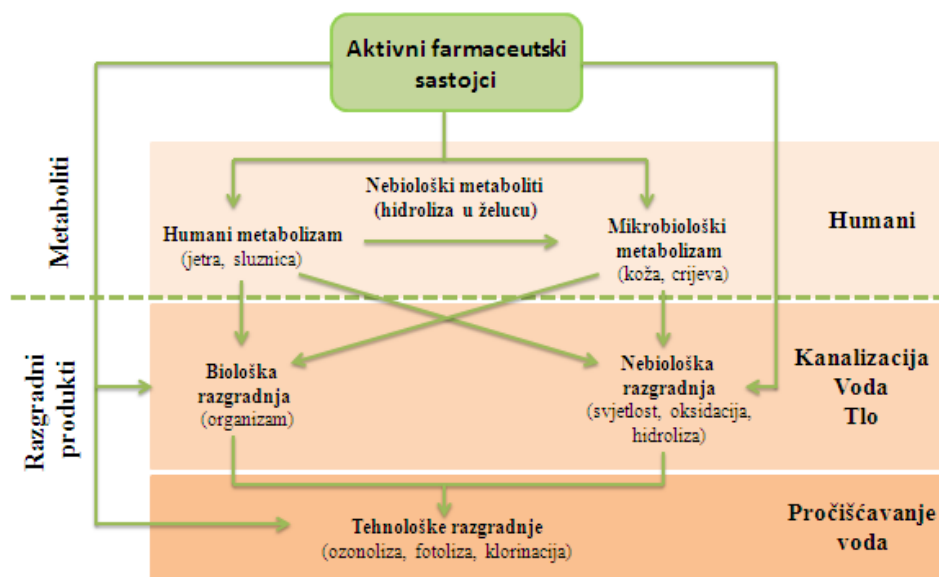 Aktivni farmaceutski
sastojci
Metaboliti
Nebiološki metaboliti
(hidroliza u želucu)
Humani metabolizam
(jetra, sluznica)
Mikrobiološki
metabolizam
(koža, crijeva)
Humani
Razgradni
produkti
Biološka
razgradnja
(organizam)
Nebiološka
razgradnja
(svjetlost, oksidacija,
hidroliza)
Kanalizacija
Voda
Tlo
Tehnološke razgradnje
(ozonoliza, fotoliza, klorinacija)
Pročišćavanje
voda